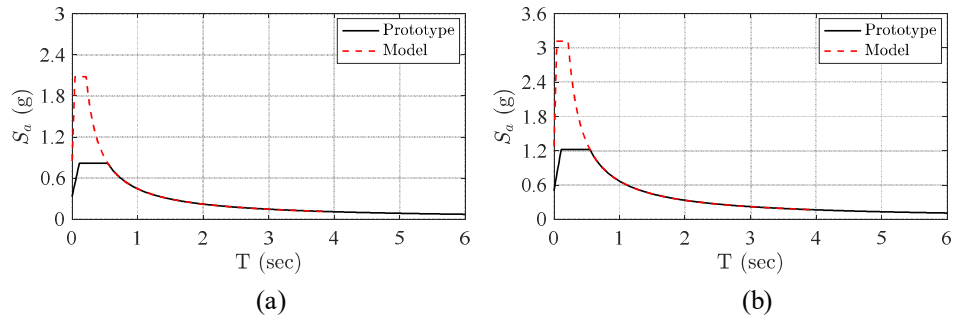 3
2.4
1.8
1.2
0.6
0
S_a (g)
Prototype
Model
0 1 2 3 4 5 6
T (sec)
(a)
3.6
3
2.4
1.8
1.2
0.6
0
S_a (g)
Prototype
Model
0 1 2 3 4 5 6
T (sec)
(b)